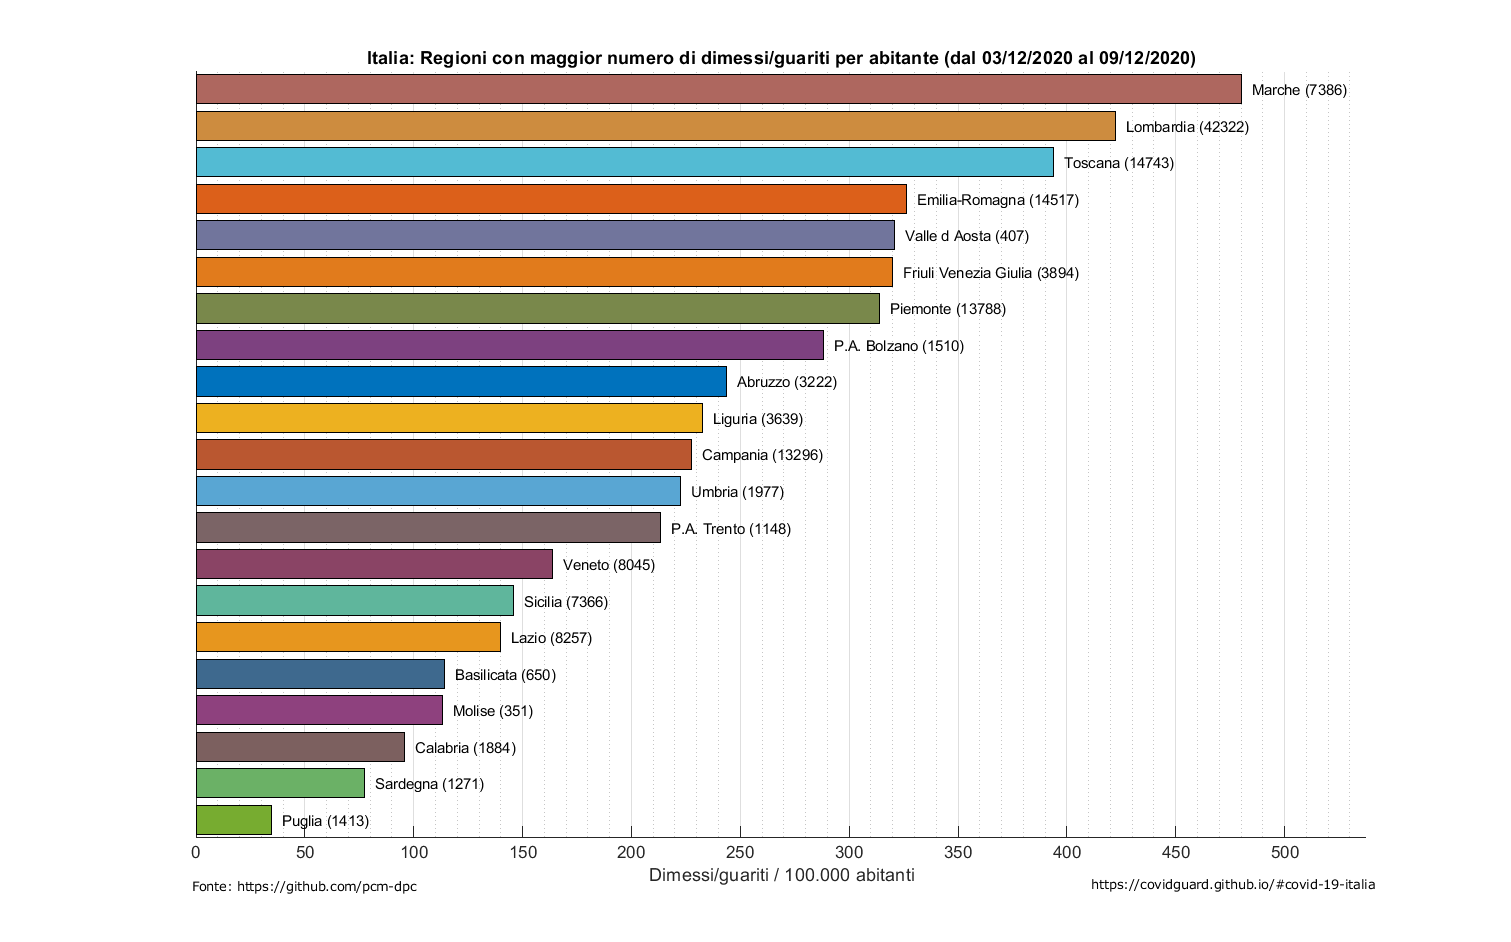 Italia: Regioni con maggior numero di dimessi/guariti per abitante (dal 03/12/2020 al 09/12/2020)
Marche (7386)
Lombardia (42322)
Toscana (14743)
Emilia-Romagna (14517)
Valle d Aosta (407)
Friuli Venezia Giulia (3894)
Piemonte (13788)
P.A. Bolzano (1510)
Abruzzo (3222)
Liguria (3639)
Campania (13296)
Umbria (1977)
P.A. Trento (1148)
Veneto (8045)
Sicilia (7366)
Lazio (8257)
Basilicata (650)
Molise (351)
Calabria (1884)
Sardegna (1271)
Puglia (1413)
0 50 100 150 200 250 300 350 400 450 500
Dimessi/guariti / 100.000 abitanti
Fonte: https://github.com/pcm-dpc
https://covidguard.github.io/#covid-19-italia